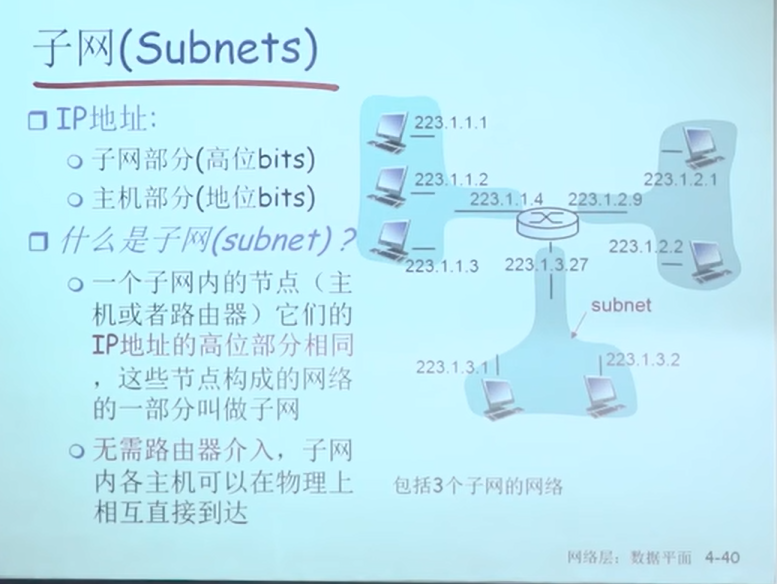 子网(Subnets)
IP地址:
子网部分(高位bits)
主机部分(地位bits)
什么是子网(subnet)?
一个子网内的节点（主
机或者路由器）它们的
IP地址的高位部分相同
，这些节点构成的网络
的一部分叫做子网
无需路由器介入，子网
内各主机可以在物理上
相互直接到达
223.1.1.1
223.1.1.2
223.1.1.3
223.1.1.4
223.1.2.9
223.1.2.1
223.1.2.2
223.1.3.27
subnet
223.1.3.1
223.1.3.2
包括3个子网的网络
网络层：数据平面 4-40